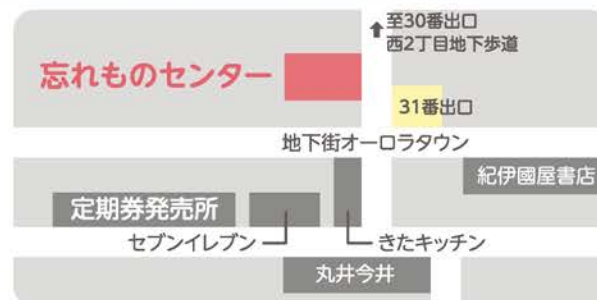 至30番出口
西2丁目地下歩道
忘れものセンター
31番出口
地下街オーロラタウン
紀伊國屋書店
定期券発売所
セブンイレブン
きたキッチン
丸井今井